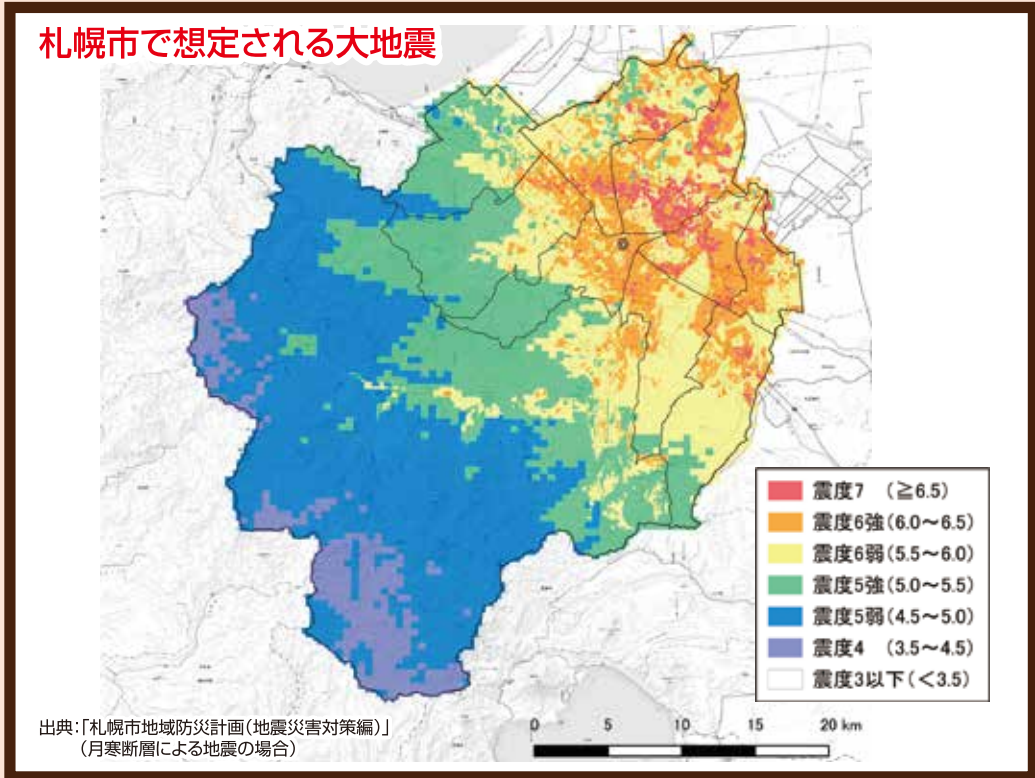 札幌市で想定される大地震
震度7 (≧6.5)
震度6強(6.0～6.5)
震度6弱(5.5～6.0)
震度5強(5.0～5.5)
震度5弱(4.5～5.0)
震度4 (3.5～4.5)
震度3以下(＜3.5)
0 5 10 15 20 km
出典:「札幌市地域防災計画(地震災害対策編)」
(月寒断層による地震の場合)